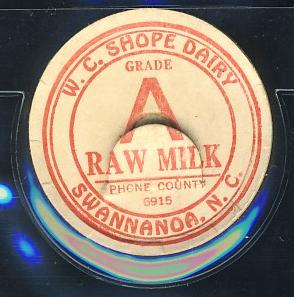 W. C. SHOPE DAIRY
GRADE
A
RAW MILK
PHONE COUNTY
6915
SWANNANOA, N. C.